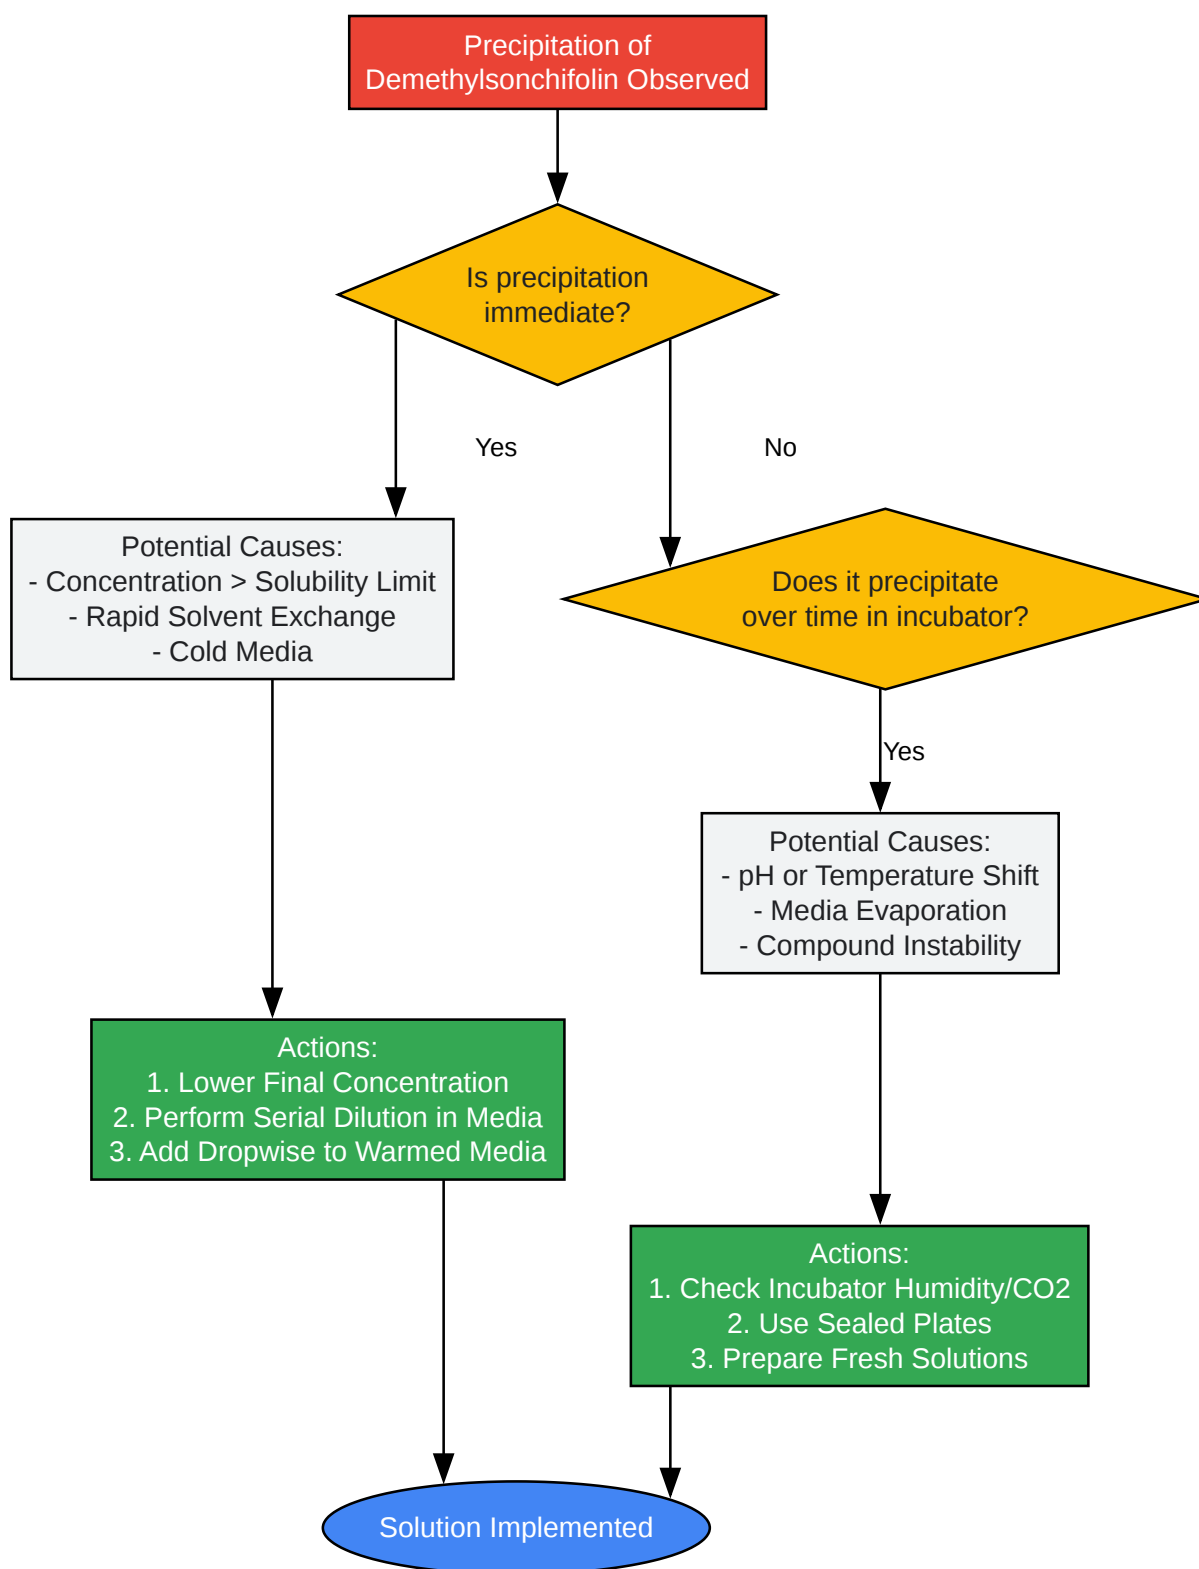 Precipitation of
Demethylsonchifolin Observed
Is precipitation
immediate?
Yes
No
Potential Causes:
- Concentration > Solubility Limit
- Rapid Solvent Exchange
- Cold Media
Does it precipitate
over time in incubator?
Yes
Potential Causes:
- pH or Temperature Shift
- Media Evaporation
- Compound Instability
Actions:
1. Lower Final Concentration
2. Perform Serial Dilution in Media
3. Add Dropwise to Warmed Media
Actions:
1. Check Incubator Humidity/CO2
2. Use Sealed Plates
3. Prepare Fresh Solutions
Solution Implemented